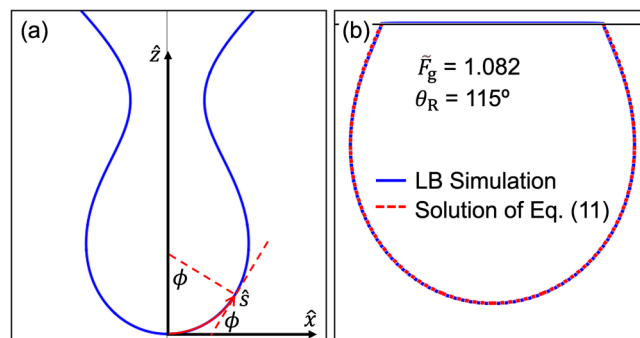 (a)
ẑ
ϕ
ŝ
ϕ
x̂
(b)
F̃g = 1.082
θR = 115º
LB Simulation
Solution of Eq. (11)